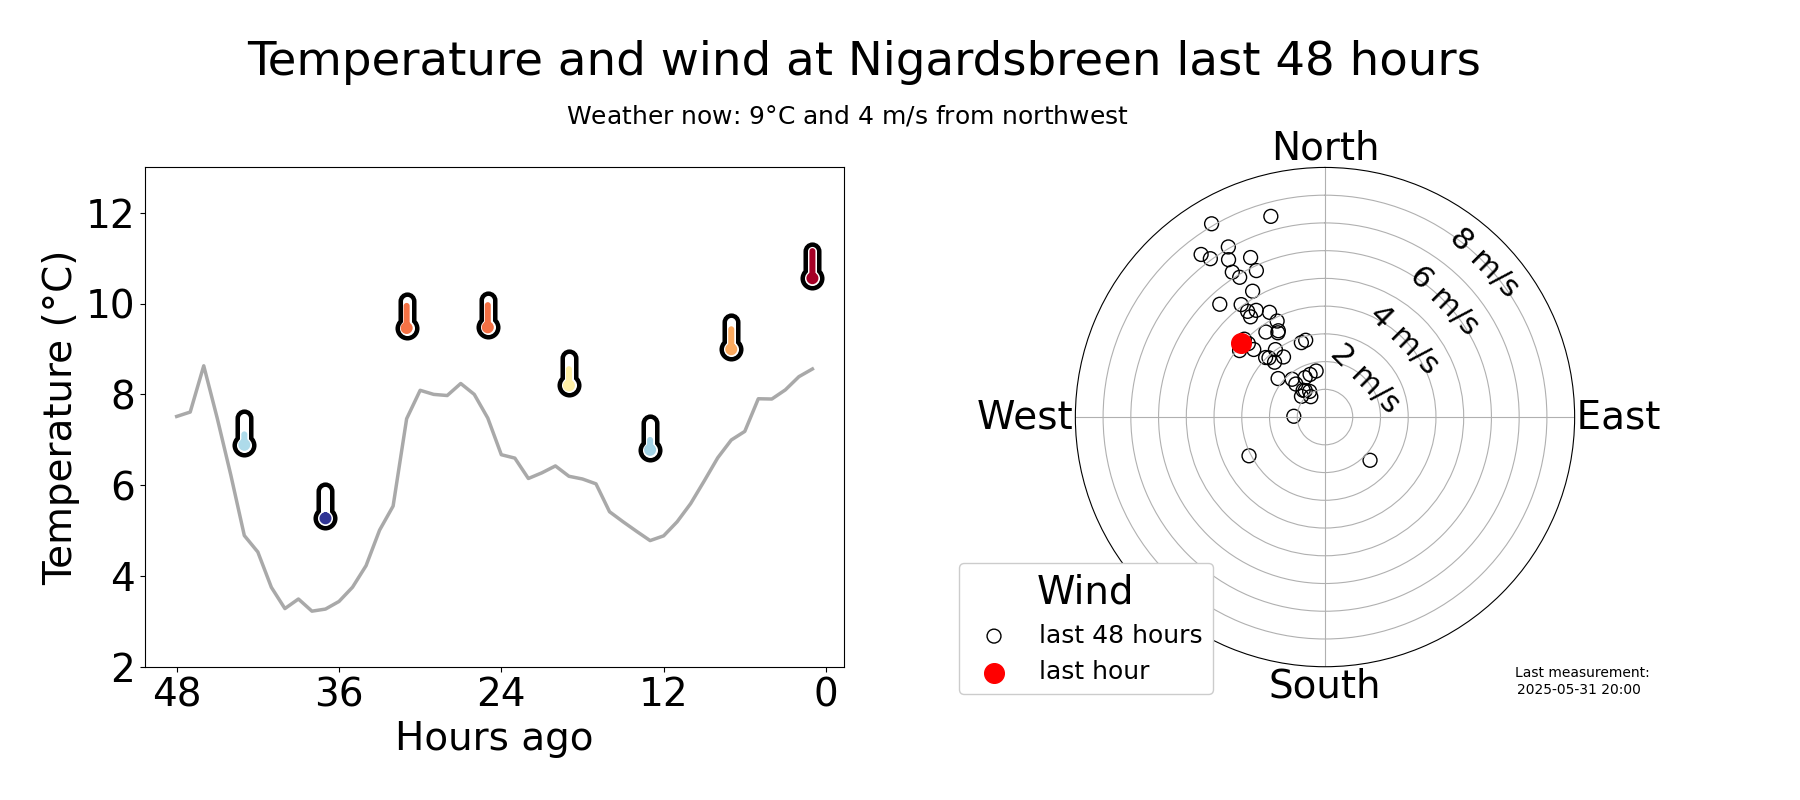 Temperature and wind at Nigardsbreen last 48 hours
Weather now: 9°C and 4 m/s from northwest
Temperature (°C)
12
10
8
6
4
2
48
36
24
12
0
Hours ago
North
West
East
South
8 m/s
6 m/s
4 m/s
2 m/s
Wind
last 48 hours
last hour
Last measurement:
2025-05-31 20:00